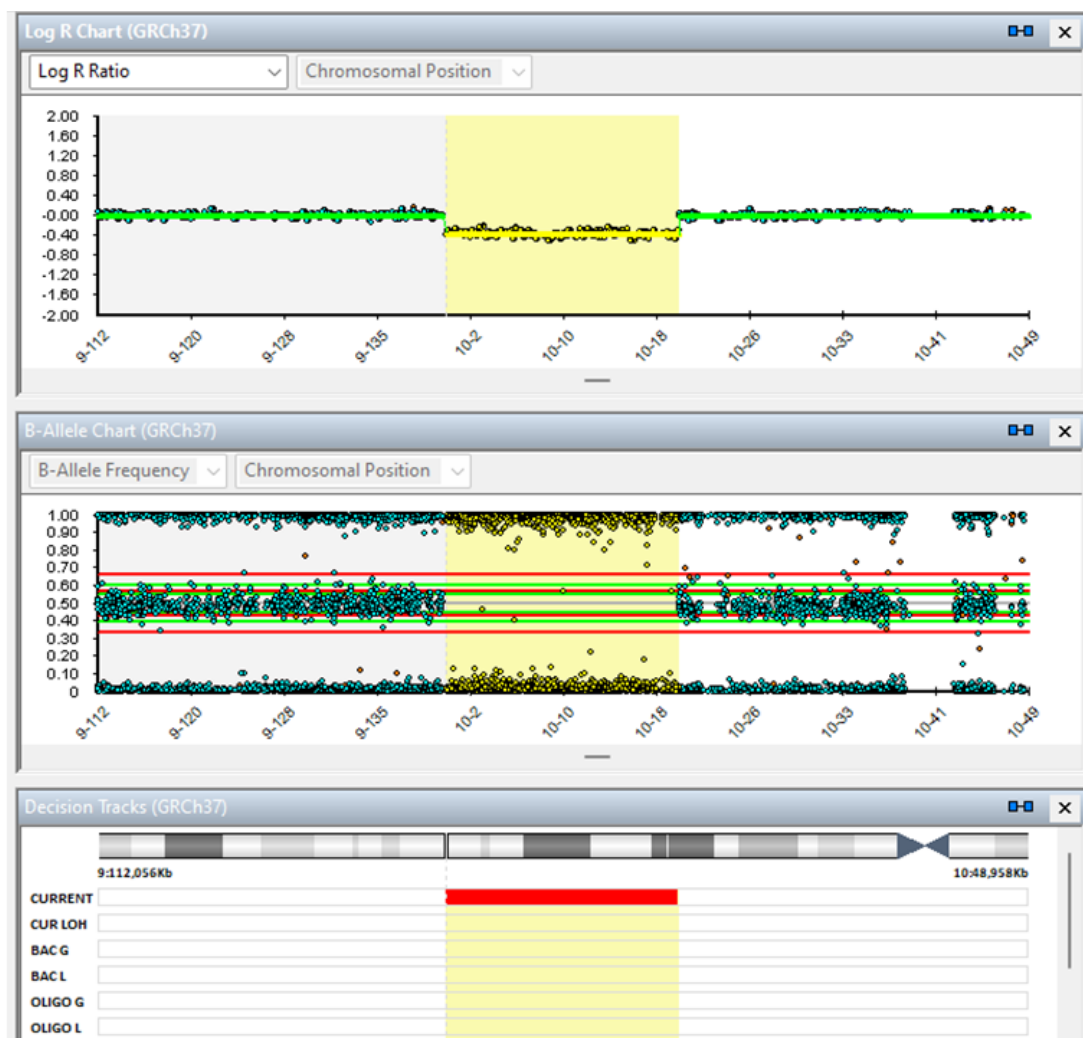 Log R Chart (GRCh37)
Log R Ratio Chromosomal Position
2.00
1.60
1.20
0.80
0.40
-0.00
-0.40
-0.80
-1.20
-1.60
-2.00
9-112 9-120 9-128 9-135 10-2 10-10 10-18 10-26 10-33 10-41 10-49
B-Allele Chart (GRCh37)
B-Allele Frequency Chromosomal Position
1.00
0.90
0.80
0.70
0.60
0.50
0.40
0.30
0.20
0.10
0
9-112 9-120 9-128 9-135 10-2 10-10 10-18 10-26 10-33 10-41 10-49
Decision Tracks (GRCh37)
9:112,056Kb 10:48,958Kb
CURRENT
CUR LOH
BAC G
BAC L
OLIGO G
OLIGO L